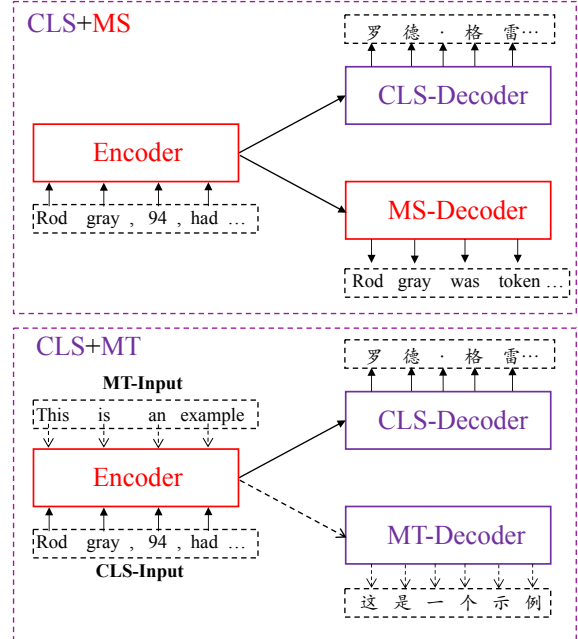 CLS+MS
罗 德 · 格 雷…
CLS-Decoder
Encoder
Rod gray , 94 , had …
MS-Decoder
Rod gray was token …
CLS+MT
罗 德 · 格 雷…
MT-Input
This is an example
CLS-Decoder
Encoder
Rod gray , 94 , had …
CLS-Input
MT-Decoder
这 是 一 个 示 例